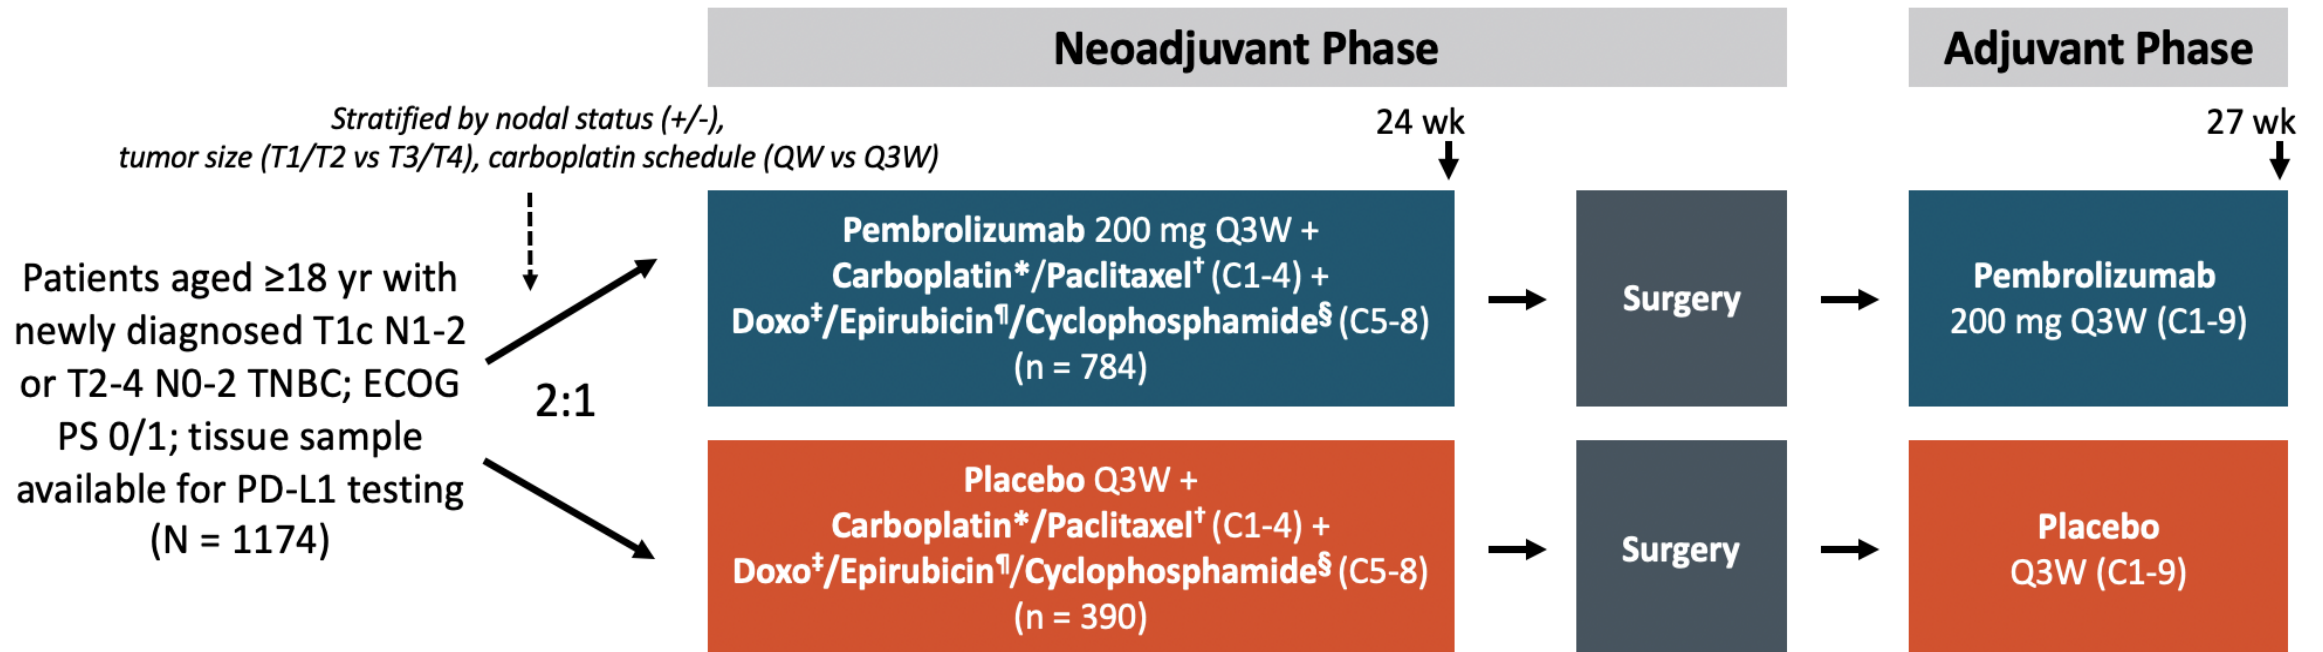 Neoadjuvant Phase
Adjuvant Phase
Stratified by nodal status (+/-),
tumor size (T1/T2 vs T3/T4), carboplatin schedule (QW vs Q3W)
24 wk
27 wk
Patients aged ≥18 yr with
newly diagnosed T1c N1-2
or T2-4 N0-2 TNBC; ECOG
PS 0/1; tissue sample
available for PD-L1 testing
(N = 1174)
2:1
Pembrolizumab 200 mg Q3W +
Carboplatin*/Paclitaxel† (C1-4) +
Doxo‡/Epirubicin¶/Cyclophosphamide§ (C5-8)
(n = 784)
Surgery
Pembrolizumab
200 mg Q3W (C1-9)
Placebo Q3W +
Carboplatin*/Paclitaxel† (C1-4) +
Doxo‡/Epirubicin¶/Cyclophosphamide§ (C5-8)
(n = 390)
Surgery
Placebo
Q3W (C1-9)